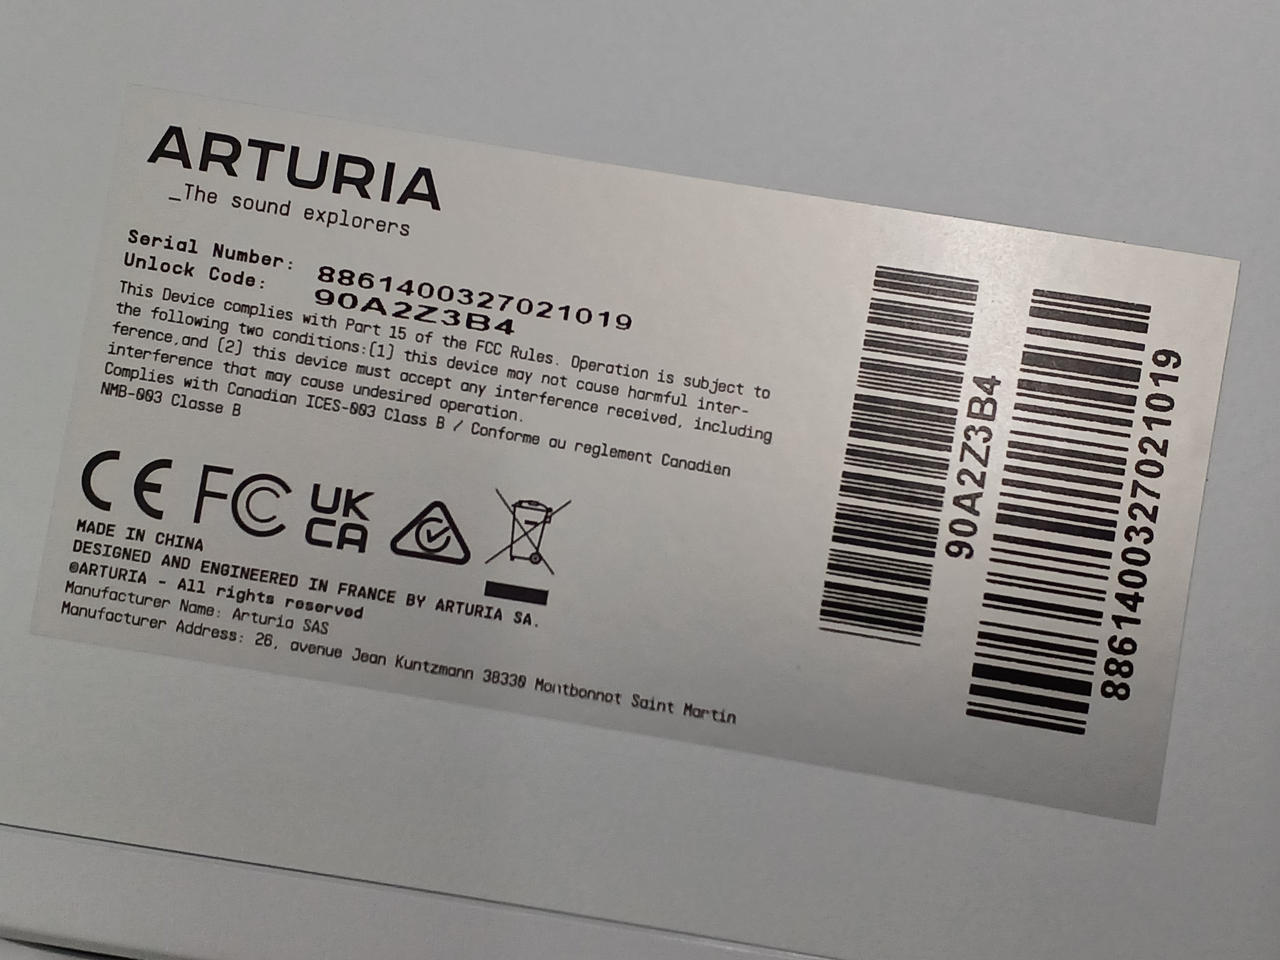 ARTURIA
_The sound explorers
Serial Number: 8861400327021019
Unlock Code: 90A2Z3B4
This Device complies with Part 15 of the FCC Rules. Operation is subject to
the following two conditions:(1) this device may not cause harmful inter-
ference,and (2) this device must accept any interference received, including
interference that may cause undesired operation.
Complies with Canadian ICES-003 Class B / Conforme au reglement Canadien
NMB-003 Classe B
CE FC UK CA
MADE IN CHINA
DESIGNED AND ENGINEERED IN FRANCE BY ARTURIA SA.
©ARTURIA - All rights reserved
Manufacturer Name: Arturia SAS
Manufacturer Address: 26, avenue Jean Kuntzmann 38330 Montbonnot Saint Martin
90A2Z3B4
8861400327021019